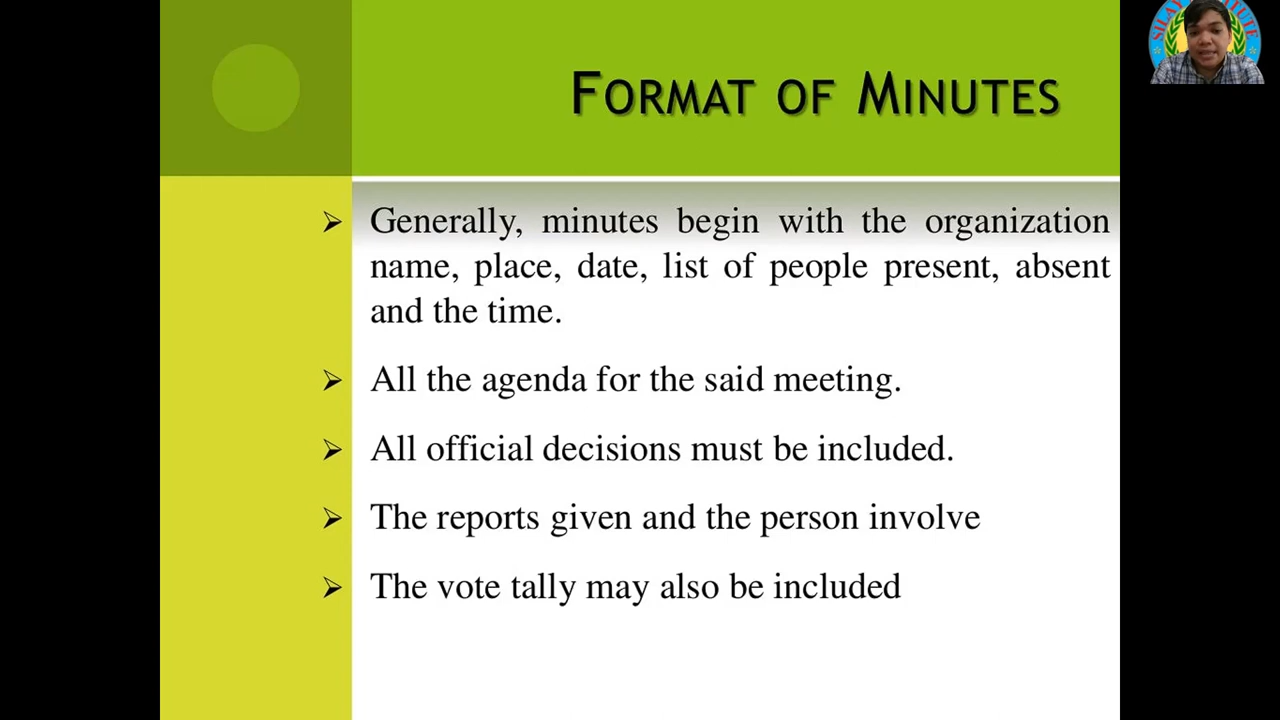 FORMAT OF MINUTES
➢ Generally, minutes begin with the organization
name, place, date, list of people present, absent
and the time.
➢ All the agenda for the said meeting.
➢ All official decisions must be included.
➢ The reports given and the person involve
➢ The vote tally may also be included